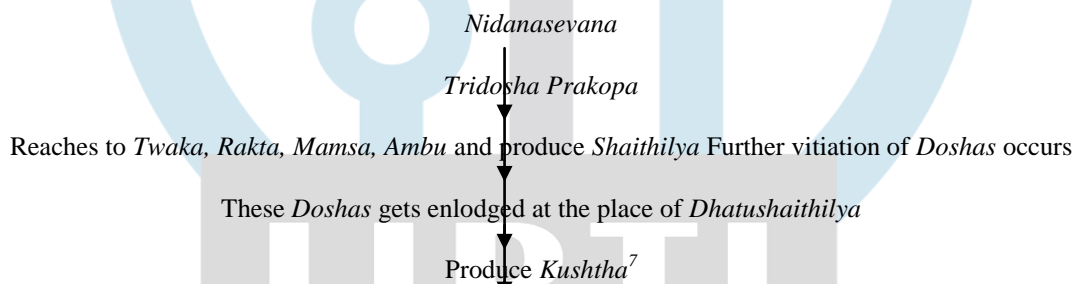 Nidanasevana
Tridosha Prakopa
Reaches to Twaka, Rakta, Mamsa, Ambu and produce Shaithilya Further vitiation of Doshas occurs
These Doshas gets enlodged at the place of Dhatushaithilya
Produce Kushtha7